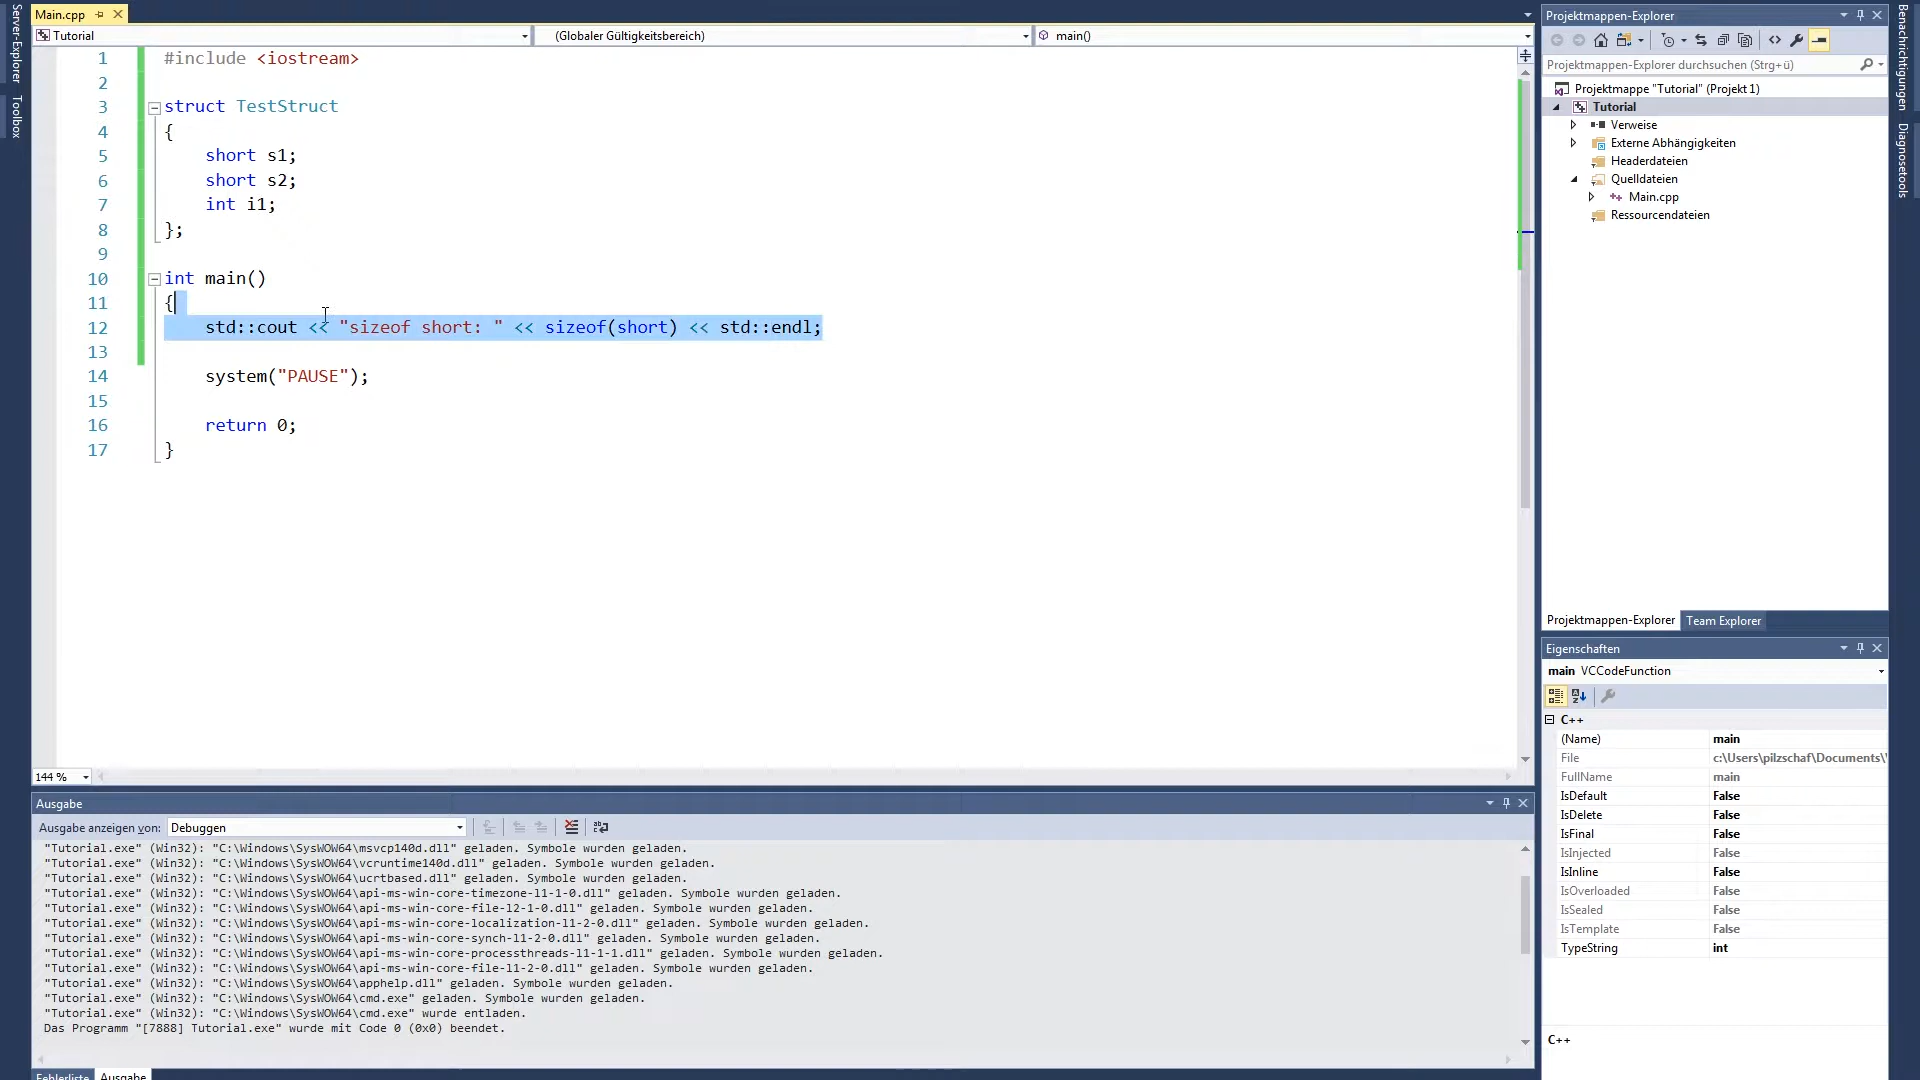 Server-Explorer
Toolbox
Main.cpp
Tutorial
(Globaler Gültigkeitsbereich)
main()
1 #include <iostream>
2
3 struct TestStruct
4 {
5 short s1;
6 short s2;
7 int i1;
8 };
9
10 int main()
11 {
12 std::cout << "sizeof short: " << sizeof(short) << std::endl;
13
14 system("PAUSE");
15
16 return 0;
17 }
144 %
Ausgabe
Ausgabe anzeigen von: Debuggen
"Tutorial.exe" (Win32): "C:\Windows\SysWOW64\msvcp140d.dll" geladen. Symbole wurden geladen.
"Tutorial.exe" (Win32): "C:\Windows\SysWOW64\vcruntime140d.dll" geladen. Symbole wurden geladen.
"Tutorial.exe" (Win32): "C:\Windows\SysWOW64\ucrtbased.dll" geladen. Symbole wurden geladen.
"Tutorial.exe" (Win32): "C:\Windows\SysWOW64\api-ms-win-core-timezone-l1-1-0.dll" geladen. Symbole wurden geladen.
"Tutorial.exe" (Win32): "C:\Windows\SysWOW64\api-ms-win-core-file-l2-1-0.dll" geladen. Symbole wurden geladen.
"Tutorial.exe" (Win32): "C:\Windows\SysWOW64\api-ms-win-core-localization-l1-2-0.dll" geladen. Symbole wurden geladen.
"Tutorial.exe" (Win32): "C:\Windows\SysWOW64\api-ms-win-core-synch-l1-2-0.dll" geladen. Symbole wurden geladen.
"Tutorial.exe" (Win32): "C:\Windows\SysWOW64\api-ms-win-core-processthreads-l1-1-1.dll" geladen. Symbole wurden geladen.
"Tutorial.exe" (Win32): "C:\Windows\SysWOW64\api-ms-win-core-file-l1-2-0.dll" geladen. Symbole wurden geladen.
"Tutorial.exe" (Win32): "C:\Windows\SysWOW64\apphelp.dll" geladen. Symbole wurden geladen.
"Tutorial.exe" (Win32): "C:\Windows\SysWOW64\cmd.exe" geladen. Symbole wurden geladen.
"Tutorial.exe" (Win32): "C:\Windows\SysWOW64\cmd.exe" wurde entladen.
Das Programm "[7888] Tutorial.exe" wurde mit Code 0 (0x0) beendet.
Fehlerliste
Ausgabe
Projektmappen-Explorer
Projektmappen-Explorer durchsuchen (Strg+ü)
Projektmappe "Tutorial" (Projekt 1)
Tutorial
Verweise
Externe Abhängigkeiten
Headerdateien
Quelldateien
Main.cpp
Ressourcendateien
Projektmappen-Explorer
Team Explorer
Eigenschaften
main VCCodeFunction
C++
(Name) main
File c:\Users\pilzschaf\Documents\
FullName main
IsDefault False
IsDelete False
IsFinal False
IsInjected False
IsInline False
IsOverloaded False
IsSealed False
IsTemplate False
TypeString int
C++
Benachrichtigungen
Diagnosetools